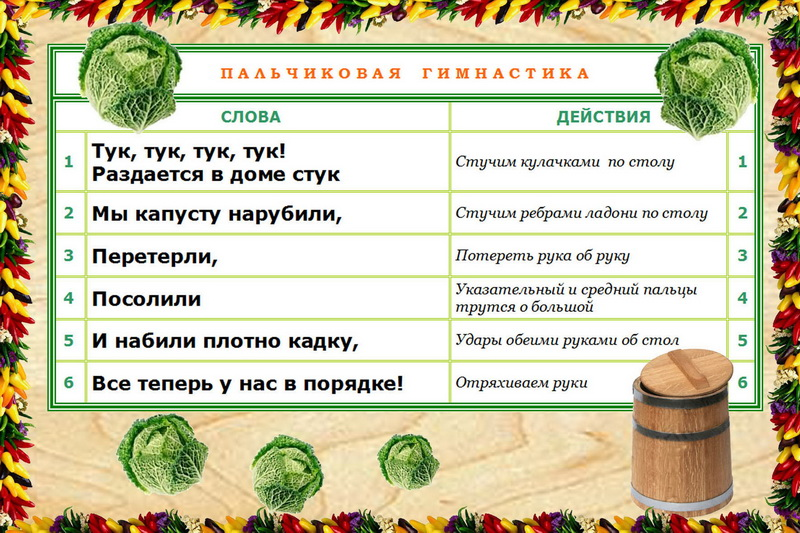 ПАЛЬЧИКОВАЯ ГИМНАСТИКА
СЛОВА ДЕЙСТВИЯ
1 Тук, тук, тук, тук! Стучим кулачками по столу 1
Раздается в доме стук
2 Мы капусту нарубили, Стучим ребрами ладони по столу 2
3 Перетерли, Потереть рука об руку 3
4 Посолили Указательный и средний пальцы 4
трутся о большой
5 И набили плотно кадку, Удары обеими руками об стол 5
6 Все теперь у нас в порядке! Отряхиваем руки 6